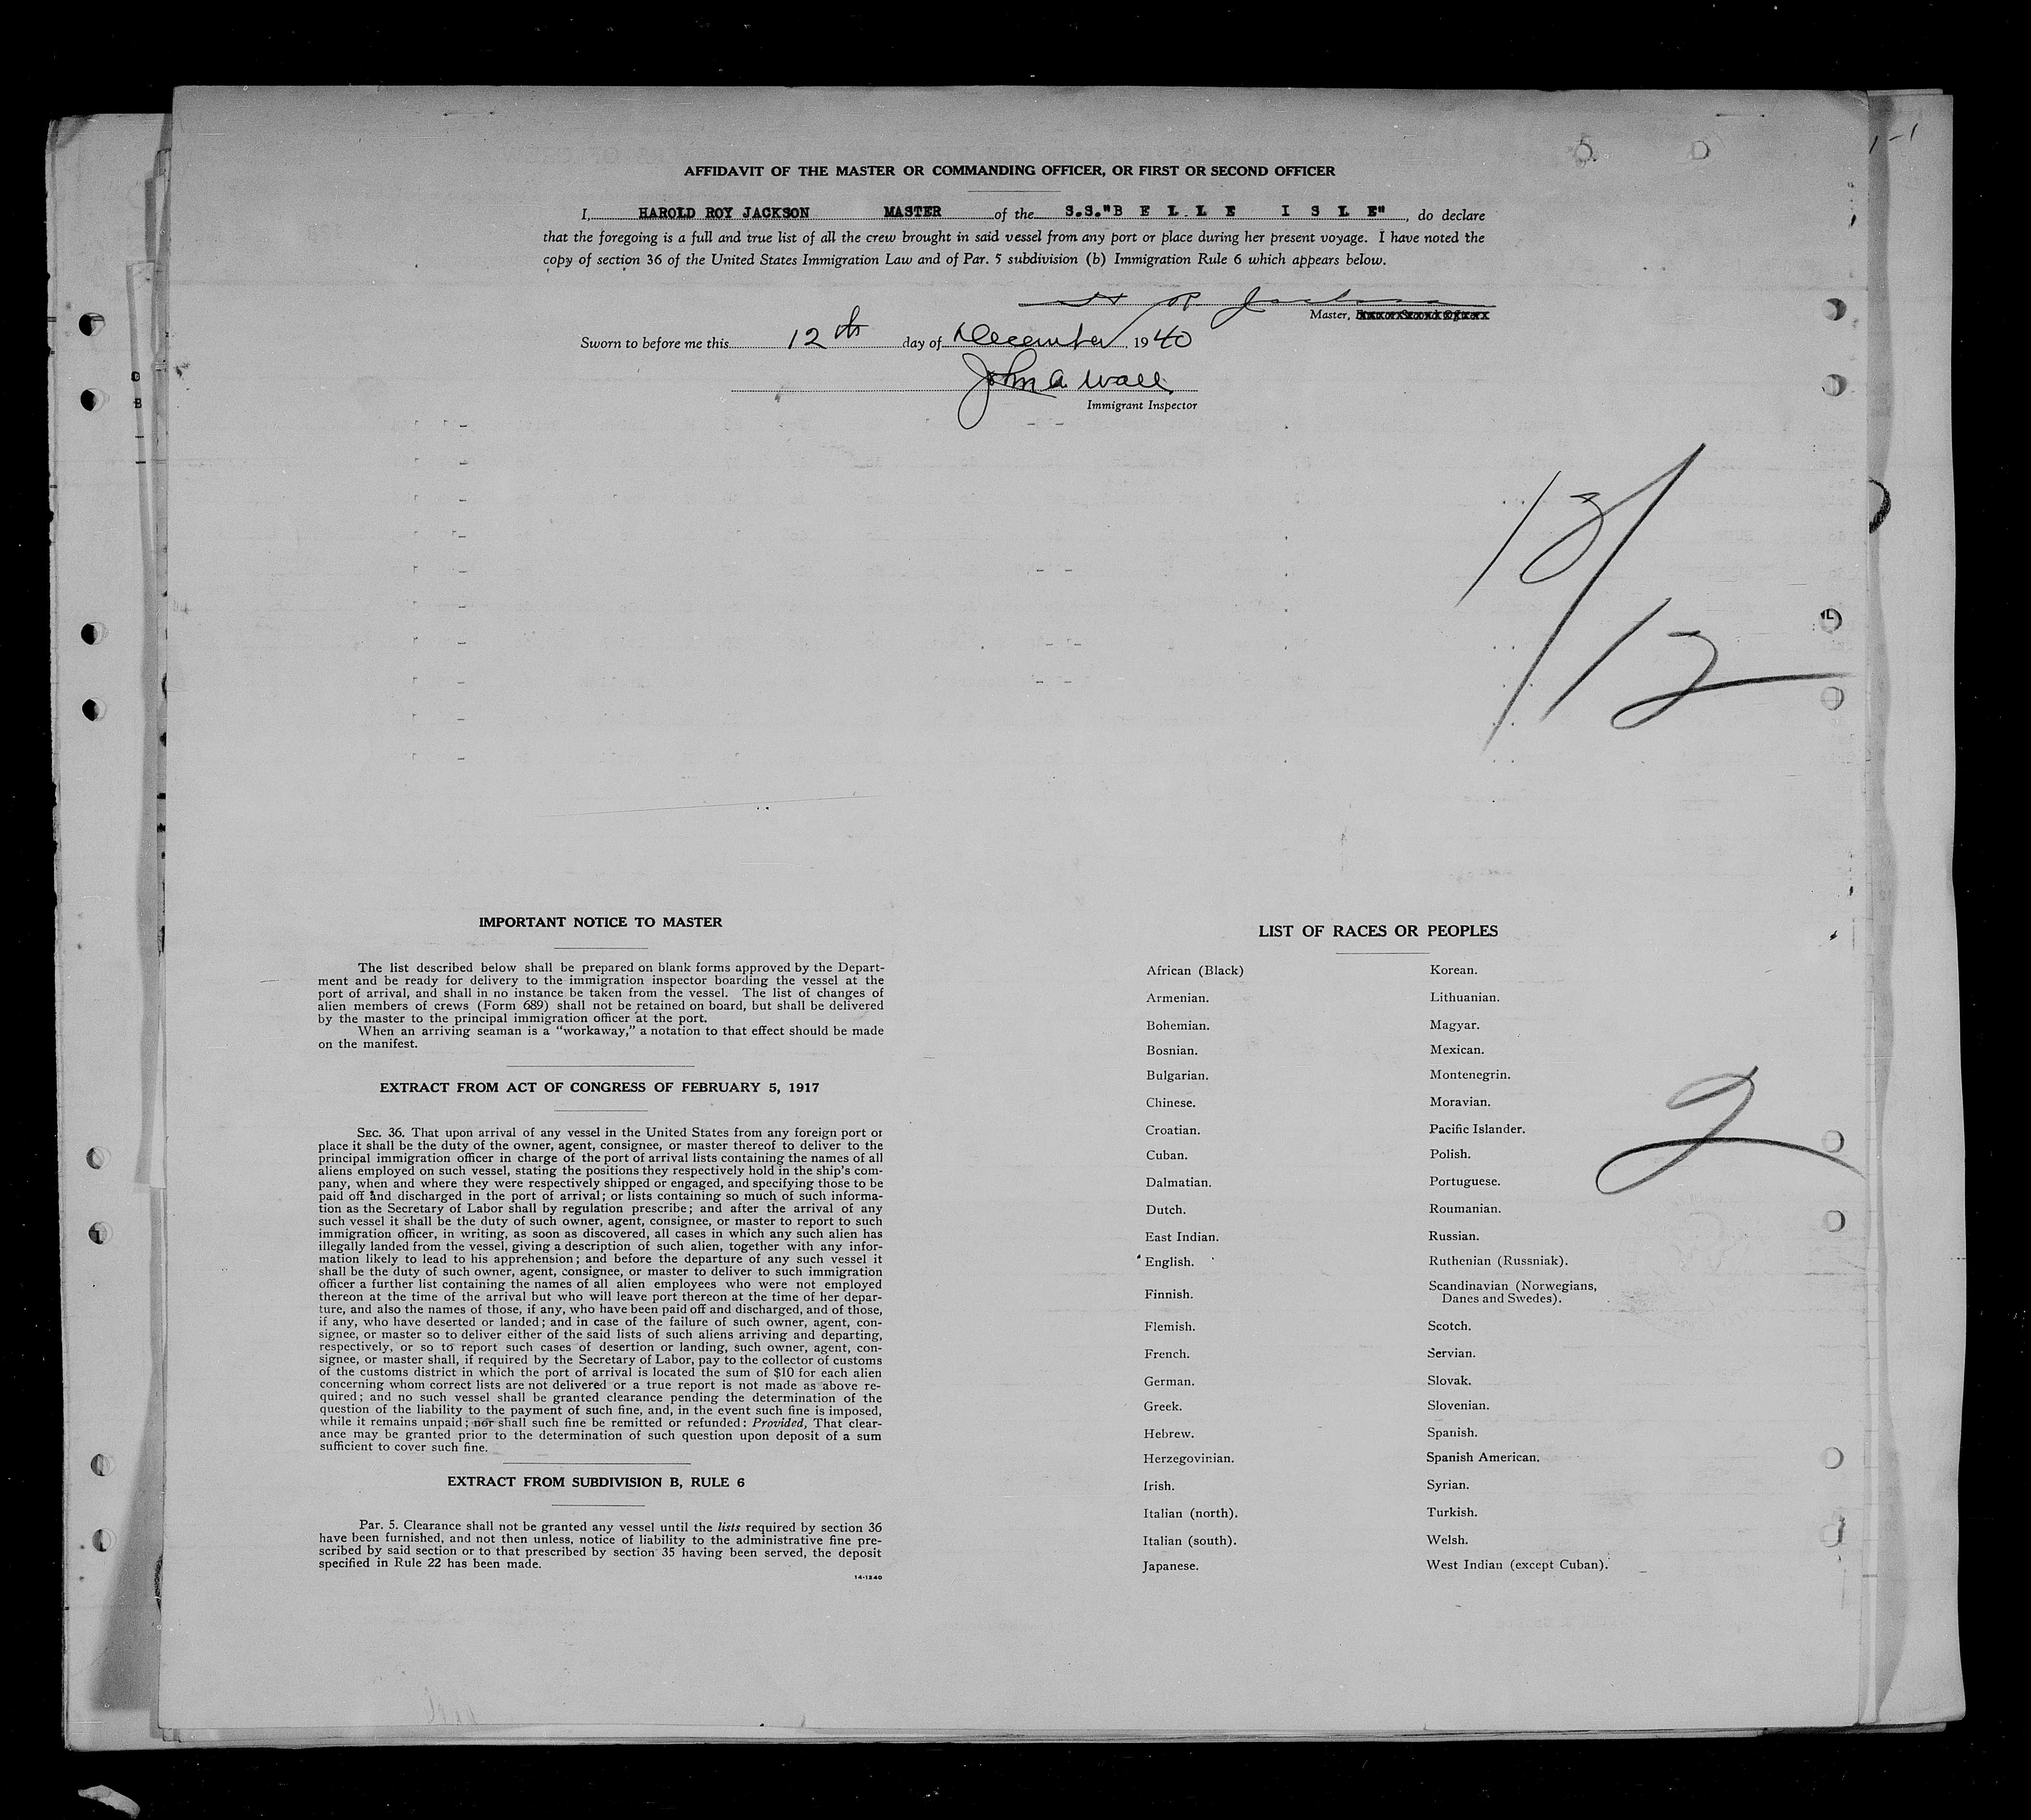 AFFIDAVIT OF THE MASTER OR COMMANDING OFFICER, OR FIRST OR SECOND OFFICER
I, HAROLD ROY JACKSON MASTER of the S.S."B E L L E I S L E", do declare
that the foregoing is a full and true list of all the crew brought in said vessel from any port or place during her present voyage. I have noted the
copy of section 36 of the United States Immigration Law and of Par. 5 subdivision (b) Immigration Rule 6 which appears below.
H R Jackson
Master,
Sworn to before me this 12th day of December, 1940
John A Wall
Immigrant Inspector
13/12
IMPORTANT NOTICE TO MASTER
The list described below shall be prepared on blank forms approved by the Depart-
ment and be ready for delivery to the immigration inspector boarding the vessel at the
port of arrival, and shall in no instance be taken from the vessel. The list of changes of
alien members of crews (Form 689) shall not be retained on board, but shall be delivered
by the master to the principal immigration officer at the port.
When an arriving seaman is a "workaway," a notation to that effect should be made
on the manifest.
EXTRACT FROM ACT OF CONGRESS OF FEBRUARY 5, 1917
SEC. 36. That upon arrival of any vessel in the United States from any foreign port or
place it shall be the duty of the owner, agent, consignee, or master thereof to deliver to the
principal immigration officer in charge of the port of arrival lists containing the names of all
aliens employed on such vessel, stating the positions they respectively hold in the ship's com-
pany, when and where they were respectively shipped or engaged, and specifying those to be
paid off and discharged in the port of arrival; or lists containing so much of such informa-
tion as the Secretary of Labor shall by regulation prescribe; and after the arrival of any
such vessel it shall be the duty of such owner, agent, consignee, or master to report to such
immigration officer, in writing, as soon as discovered, all cases in which any such alien has
illegally landed from the vessel, giving a description of such alien, together with any infor-
mation likely to lead to his apprehension; and before the departure of any such vessel it
shall be the duty of such owner, agent, consignee, or master to deliver to such immigration
officer a further list containing the names of all alien employees who were not employed
thereon at the time of the arrival but who will leave port thereon at the time of her depar-
ture, and also the names of those, if any, who have been paid off and discharged, and of those,
if any, who have deserted or landed; and in case of the failure of such owner, agent, con-
signee, or master so to deliver either of the said lists of such aliens arriving and departing,
respectively, or so to report such cases of desertion or landing, such owner, agent, con-
signee, or master shall, if required by the Secretary of Labor, pay to the collector of customs
of the customs district in which the port of arrival is located the sum of $10 for each alien
concerning whom correct lists are not delivered or a true report is not made as above re-
quired; and no such vessel shall be granted clearance pending the determination of the
question of the liability to the payment of such fine, and, in the event such fine is imposed,
while it remains unpaid; nor shall such fine be remitted or refunded: Provided, That clear-
ance may be granted prior to the determination of such question upon deposit of a sum
sufficient to cover such fine.
EXTRACT FROM SUBDIVISION B, RULE 6
Par. 5. Clearance shall not be granted any vessel until the lists required by section 36
have been furnished, and not then unless, notice of liability to the administrative fine pre-
scribed by said section or to that prescribed by section 35 having been served, the deposit
specified in Rule 22 has been made.
14-1240
LIST OF RACES OR PEOPLES
African (Black)
Armenian.
Bohemian.
Bosnian.
Bulgarian.
Chinese.
Croatian.
Cuban.
Dalmatian.
Dutch.
East Indian.
English.
Finnish.
Flemish.
French.
German.
Greek.
Hebrew.
Herzegovinian.
Irish.
Italian (north).
Italian (south).
Japanese.
Korean.
Lithuanian.
Magyar.
Mexican.
Montenegrin.
Moravian.
Pacific Islander.
Polish.
Portuguese.
Roumanian.
Russian.
Ruthenian (Russniak).
Scandinavian (Norwegians,
Danes and Swedes).
Scotch.
Servian.
Slovak.
Slovenian.
Spanish.
Spanish American.
Syrian.
Turkish.
Welsh.
West Indian (except Cuban).
2